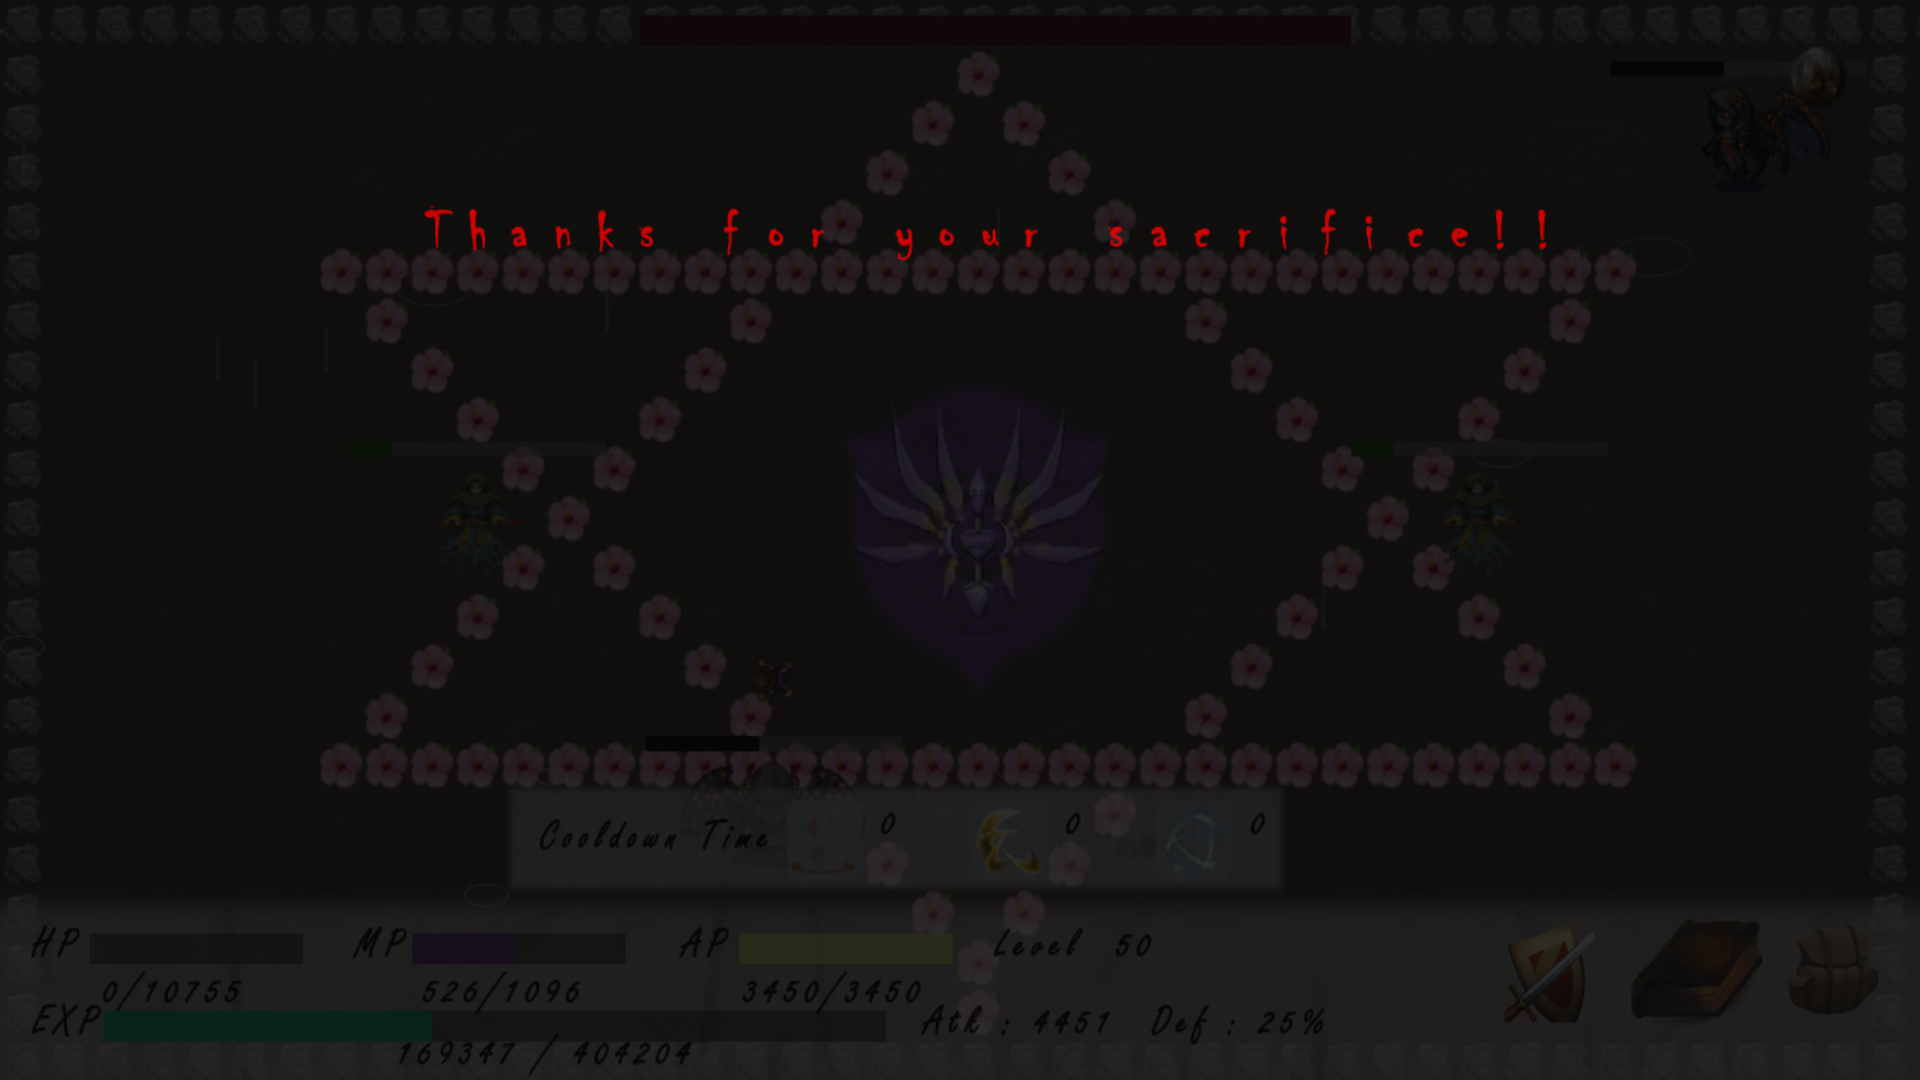 Thanks for your sacrifice!!
Cooldown Time 0 0 0
HP MP AP Level 50
0/10755 526/1096 3450/3450
EXP Atk : 4451 Def : 25%
169347 / 404204